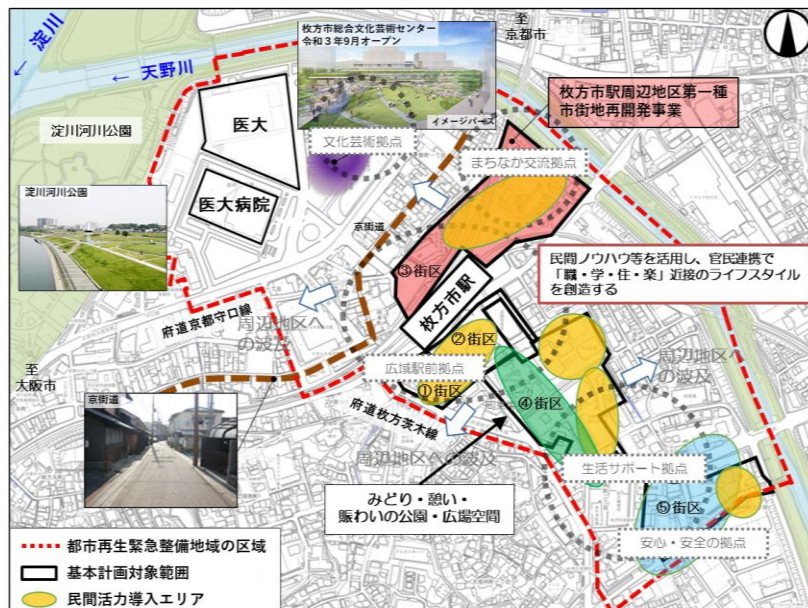 淀川
← 天野川
枚方市総合文化芸術センター
令和3年9月オープン
イメージパース
至
京都市
枚方市駅周辺地区第一種
市街地再開発事業
淀川河川公園
医大
文化芸術拠点
まちなか交流拠点
医大病院
淀川河川公園
京街道
③街区
民間ノウハウ等を活用し、官民連携で
「職・学・住・楽」近接のライフスタイル
を創造する
枚方市駅
府道京都守口線
周辺地区へ
の波及
②街区
周辺地区へ
の波及
至
大阪市
広域駅前拠点
①街区
④街区
京街道
府道枚方茨木線
周辺地区への波及
生活サポート拠点
みどり・憩い・
賑わいの公園・広場空間
⑤街区
安心・安全の拠点
都市再生緊急整備地域の区域
基本計画対象範囲
民間活力導入エリア